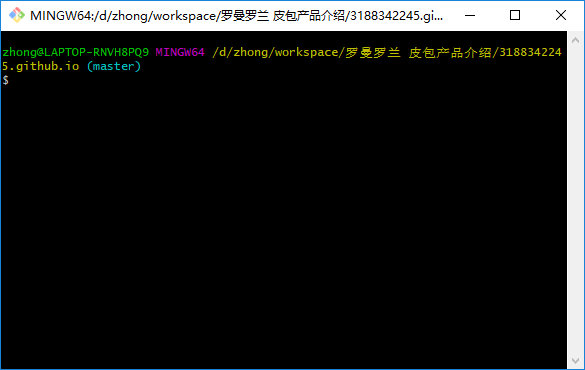 MINGW64:/d/zhong/workspace/罗曼罗兰 皮包产品介绍/3188342245.gi...
zhong@LAPTOP-RNVH8PQ9 MINGW64 /d/zhong/workspace/罗曼罗兰 皮包产品介绍/318834224
5.github.io (master)
$